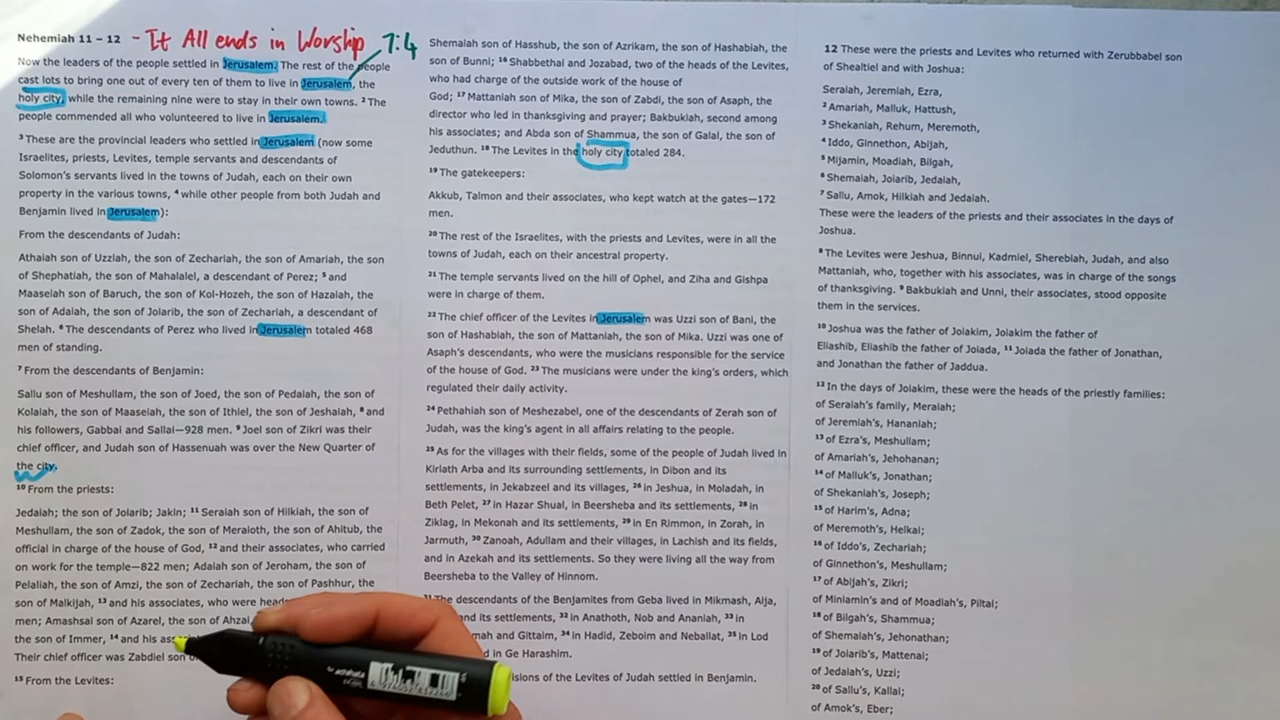 Nehemiah 11 – 12 - It All ends in Worship 7:4
Now the leaders of the people settled in Jerusalem. The rest of the people
cast lots to bring one out of every ten of them to live in Jerusalem, the
holy city, while the remaining nine were to stay in their own towns. 2 The
people commended all who volunteered to live in Jerusalem.
3 These are the provincial leaders who settled in Jerusalem (now some
Israelites, priests, Levites, temple servants and descendants of
Solomon's servants lived in the towns of Judah, each on their own
property in the various towns, 4 while other people from both Judah and
Benjamin lived in Jerusalem):
From the descendants of Judah:
Athaiah son of Uzziah, the son of Zechariah, the son of Amariah, the son
of Shephatiah, the son of Mahalalel, a descendant of Perez; 5 and
Maaseiah son of Baruch, the son of Kol-Hozeh, the son of Hazaiah, the
son of Adaiah, the son of Joiarib, the son of Zechariah, a descendant of
Shelah. 6 The descendants of Perez who lived in Jerusalem totaled 468
men of standing.
7 From the descendants of Benjamin:
Sallu son of Meshullam, the son of Joed, the son of Pedaiah, the son of
Kolaiah, the son of Maaseiah, the son of Ithiel, the son of Jeshaiah, 8 and
his followers, Gabbai and Sallai—928 men. 9 Joel son of Zikri was their
chief officer, and Judah son of Hassenuah was over the New Quarter of
the city.
10 From the priests:
Jedaiah; the son of Joiarib; Jakin; 11 Seraiah son of Hilkiah, the son of
Meshullam, the son of Zadok, the son of Meraioth, the son of Ahitub, the
official in charge of the house of God, 12 and their associates, who carried
on work for the temple—822 men; Adaiah son of Jeroham, the son of
Pelaliah, the son of Amzi, the son of Zechariah, the son of Pashhur, the
son of Malkijah, 13 and his associates, who were head
men; Amashsai son of Azarel, the son of Ahzai,
the son of Immer, 14 and his
Their chief officer was Zabdiel son
15 From the Levites:
Shemaiah son of Hasshub, the son of Azrikam, the son of Hashabiah, the
son of Bunni; 16 Shabbethai and Jozabad, two of the heads of the Levites,
who had charge of the outside work of the house of
God; 17 Mattaniah son of Mika, the son of Zabdi, the son of Asaph, the
director who led in thanksgiving and prayer; Bakbukiah, second among
his associates; and Abda son of Shammua, the son of Galal, the son of
Jeduthun. 18 The Levites in the holy city totaled 284.
19 The gatekeepers:
Akkub, Talmon and their associates, who kept watch at the gates—172
men.
20 The rest of the Israelites, with the priests and Levites, were in all the
towns of Judah, each on their ancestral property.
21 The temple servants lived on the hill of Ophel, and Ziha and Gishpa
were in charge of them.
22 The chief officer of the Levites in Jerusalem was Uzzi son of Bani, the
son of Hashabiah, the son of Mattaniah, the son of Mika. Uzzi was one of
Asaph's descendants, who were the musicians responsible for the service
of the house of God. 23 The musicians were under the king's orders, which
regulated their daily activity.
24 Pethahiah son of Meshezabel, one of the descendants of Zerah son of
Judah, was the king's agent in all affairs relating to the people.
25 As for the villages with their fields, some of the people of Judah lived in
Kiriath Arba and its surrounding settlements, in Dibon and its
settlements, in Jekabzeel and its villages, 26 in Jeshua, in Moladah, in
Beth Pelet, 27 in Hazar Shual, in Beersheba and its settlements, 28 in
Ziklag, in Mekonah and its settlements, 29 in En Rimmon, in Zorah, in
Jarmuth, 30 Zanoah, Adullam and their villages, in Lachish and its fields,
and in Azekah and its settlements. So they were living all the way from
Beersheba to the Valley of Hinnom.
The descendants of the Benjamites from Geba lived in Mikmash, Aija,
and its settlements, 32 in Anathoth, Nob and Ananiah, 33 in
mah and Gittaim, 34 in Hadid, Zeboim and Neballat, 35 in Lod
in Ge Harashim.
isions of the Levites of Judah settled in Benjamin.
12 These were the priests and Levites who returned with Zerubbabel son
of Shealtiel and with Joshua:
Seraiah, Jeremiah, Ezra,
2 Amariah, Malluk, Hattush,
3 Shekaniah, Rehum, Meremoth,
4 Iddo, Ginnethon, Abijah,
5 Mijamin, Moadiah, Bilgah,
6 Shemaiah, Joiarib, Jedaiah,
7 Sallu, Amok, Hilkiah and Jedaiah.
These were the leaders of the priests and their associates in the days of
Joshua.
8 The Levites were Jeshua, Binnui, Kadmiel, Sherebiah, Judah, and also
Mattaniah, who, together with his associates, was in charge of the songs
of thanksgiving. 9 Bakbukiah and Unni, their associates, stood opposite
them in the services.
10 Joshua was the father of Joiakim, Joiakim the father of
Eliashib, Eliashib the father of Joiada, 11 Joiada the father of Jonathan,
and Jonathan the father of Jaddua.
12 In the days of Joiakim, these were the heads of the priestly families:
of Seraiah's family, Meraiah;
of Jeremiah's, Hananiah;
13 of Ezra's, Meshullam;
of Amariah's, Jehohanan;
14 of Malluk's, Jonathan;
of Shekaniah's, Joseph;
15 of Harim's, Adna;
of Meremoth's, Helkai;
16 of Iddo's, Zechariah;
of Ginnethon's, Meshullam;
17 of Abijah's, Zikri;
of Miniamin's and of Moadiah's, Piltai;
18 of Bilgah's, Shammua;
of Shemaiah's, Jehonathan;
19 of Joiarib's, Mattenai;
of Jedaiah's, Uzzi;
20 of Sallu's, Kallai;
of Amok's, Eber;